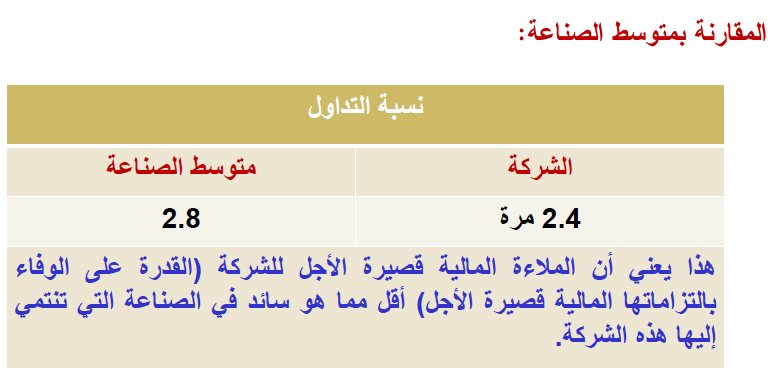 المقارنة بمتوسط الصناعة:
نسبة التداول
الشركة
متوسط الصناعة
2.4 مرة
2.8
هذا يعني أن الملاءة المالية قصيرة الأجل للشركة (القدرة على الوفاء
بالتزاماتها المالية قصيرة الأجل) أقل مما هو سائد في الصناعة التي تنتمي
إليها هذه الشركة.